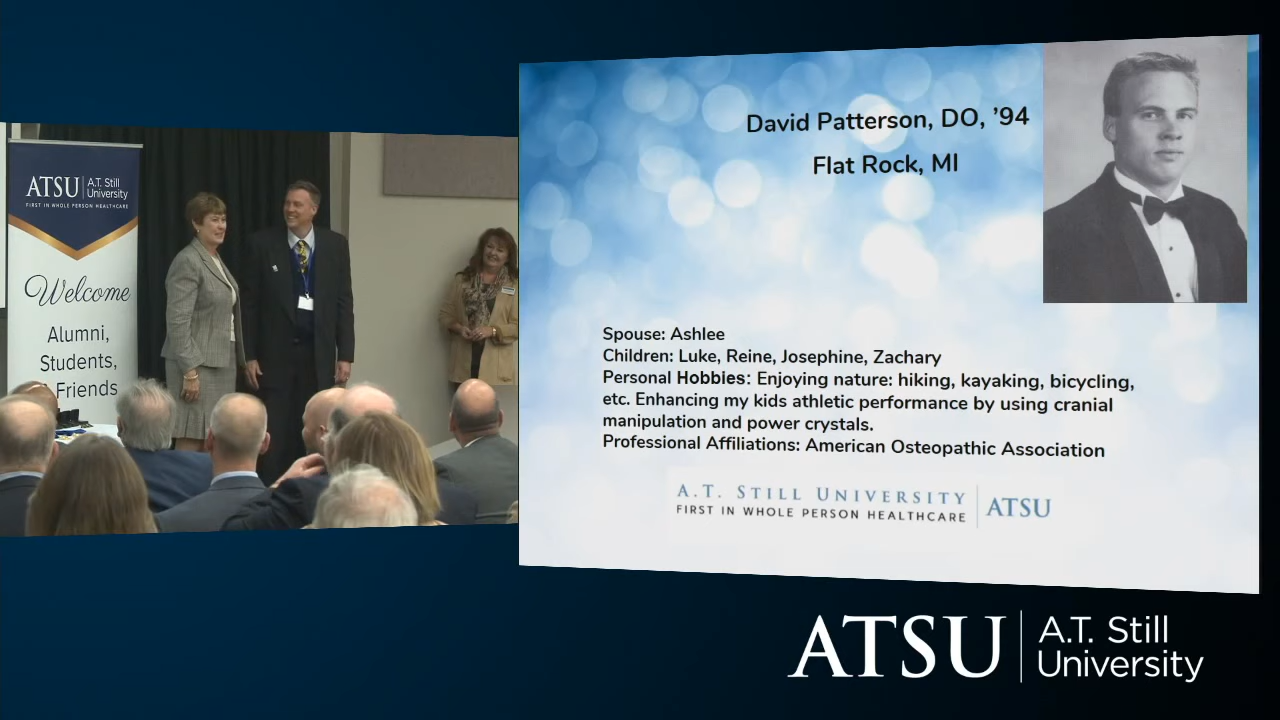 ATSU A.T. Still
University
FIRST IN WHOLE PERSON HEALTHCARE
Welcome
Alumni,
Students,
Friends
David Patterson, DO, ’94
Flat Rock, MI
Spouse: Ashlee
Children: Luke, Reine, Josephine, Zachary
Personal Hobbies: Enjoying nature: hiking, kayaking, bicycling,
etc. Enhancing my kids athletic performance by using cranial
manipulation and power crystals.
Professional Affiliations: American Osteopathic Association
A.T. STILL UNIVERSITY ATSU
FIRST IN WHOLE PERSON HEALTHCARE
ATSU A.T. Still
University